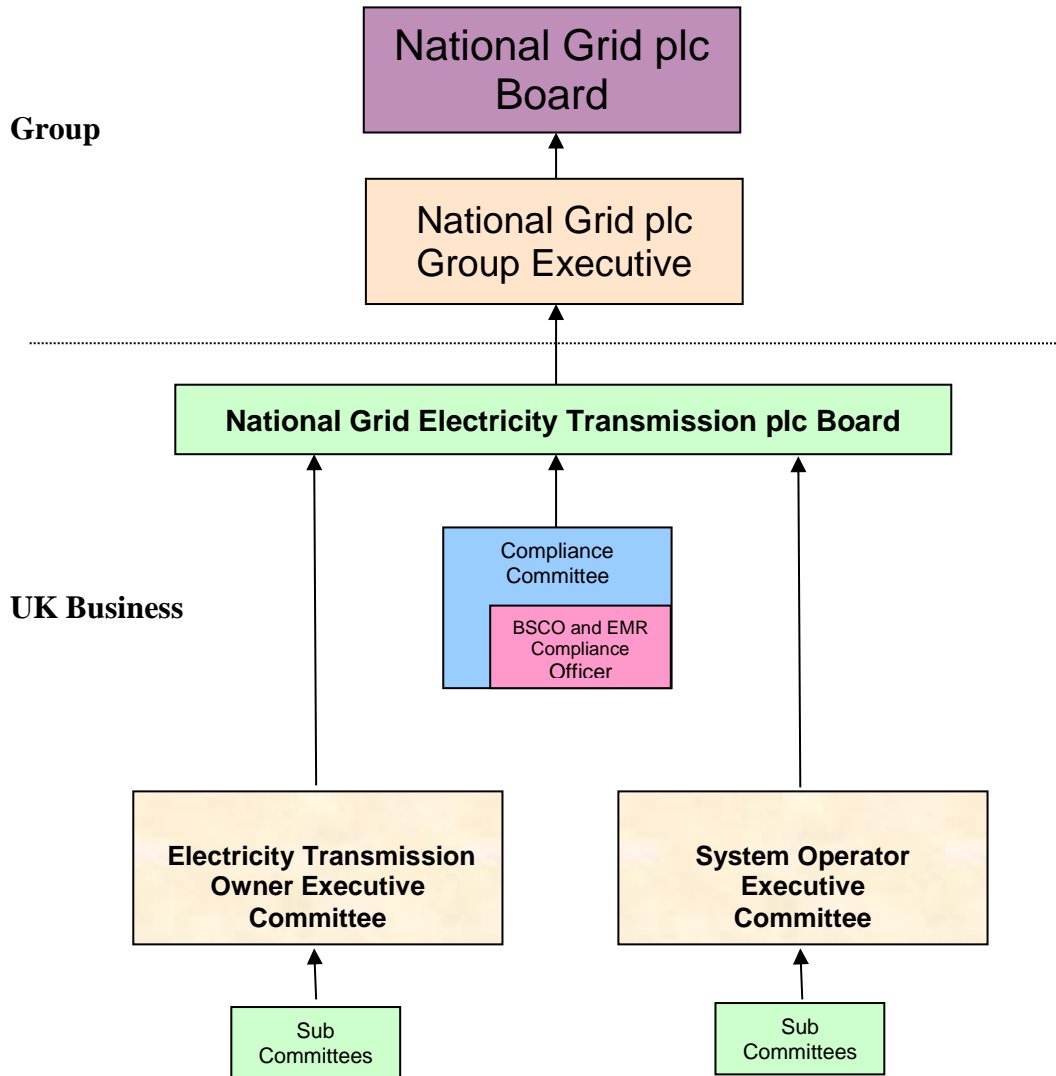 National Grid plc
Board
Group
National Grid plc
Group Executive
National Grid Electricity Transmission plc Board
Compliance
Committee
UK Business
BSCO and EMR
Compliance
Officer
Electricity Transmission
Owner Executive
Committee
System Operator
Executive
Committee
Sub
Committees
Sub
Committees